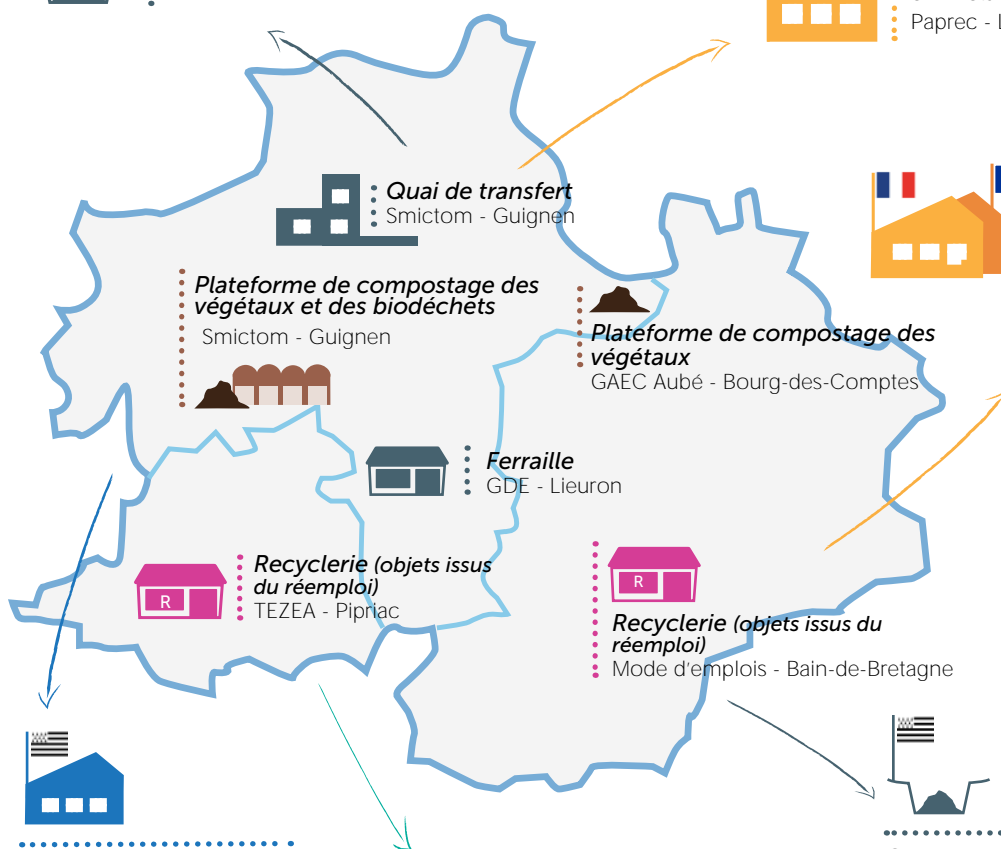 Paprec - L
Quai de transfert
Smictom - Guignen
Plateforme de compostage des
végétaux et des biodéchets
Smictom - Guignen
Plateforme de compostage des
végétaux
GAEC Aubé - Bourg-des-Comptes
Ferraille
GDE - Lieuron
R
Recyclerie (objets issus
du réemploi)
TEZEA - Pipriac
R
Recyclerie (objets issus du
réemploi)
Mode d'emplois - Bain-de-Bretagne